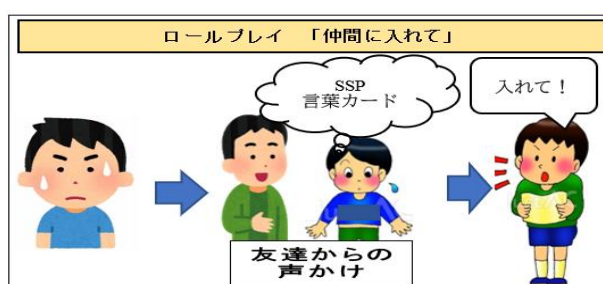 ロールプレイ 「仲間に入れて」
SSP
言葉カード
入れて！
友達からの
声かけ